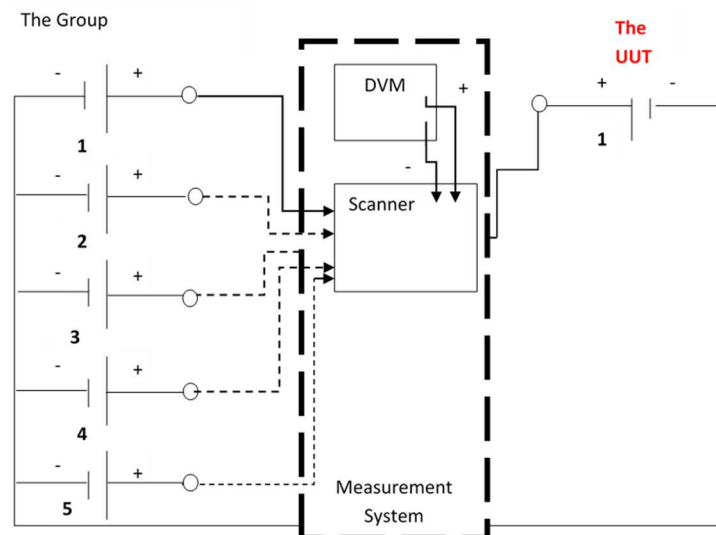 The Group
The
UUT
- +
1
- +
2
- +
3
- +
4
- +
5
DVM
+
-
Scanner
Measurement
System
+ -
1